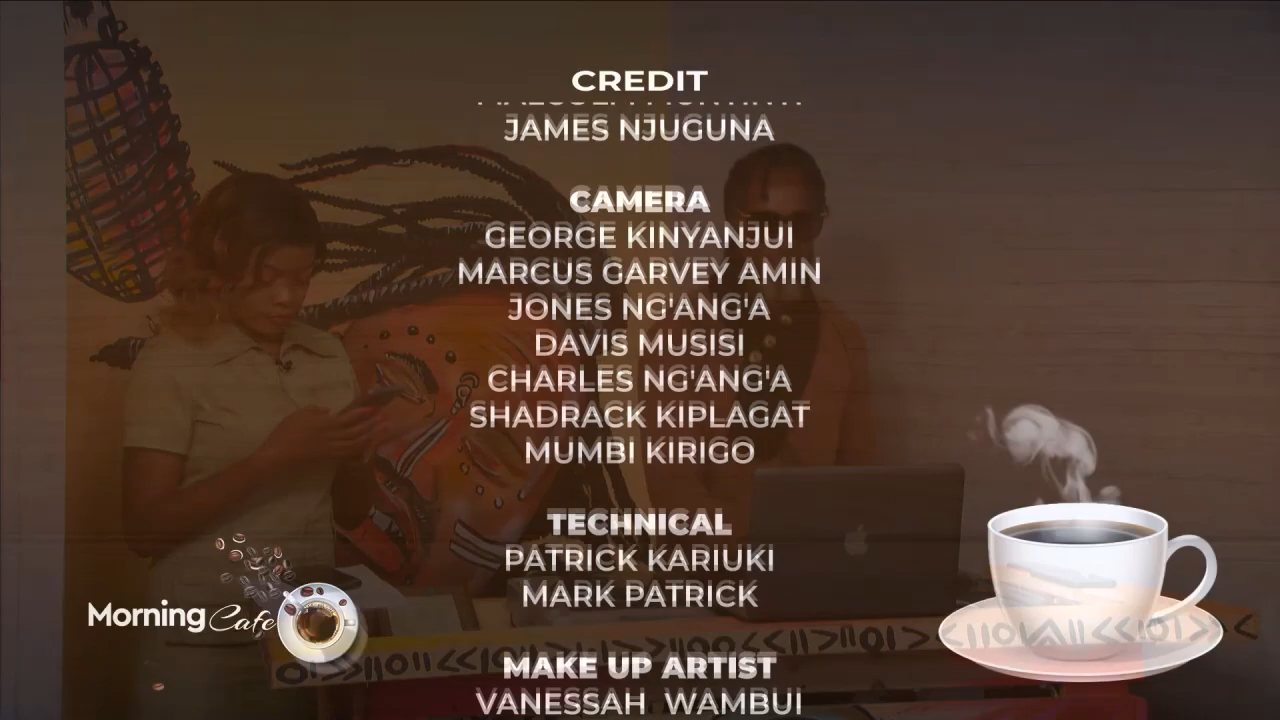 CREDIT
JAMES NJUGUNA
CAMERA
GEORGE KINYANJUI
MARCUS GARVEY AMIN
JONES NG'ANG'A
DAVIS MUSISI
CHARLES NG'ANG'A
SHADRACK KIPLAGAT
MUMBI KIRIGO
TECHNICAL
PATRICK KARIUKI
MARK PATRICK
Morning Cafe
MAKE UP ARTIST
VANESSAH WAMBUI